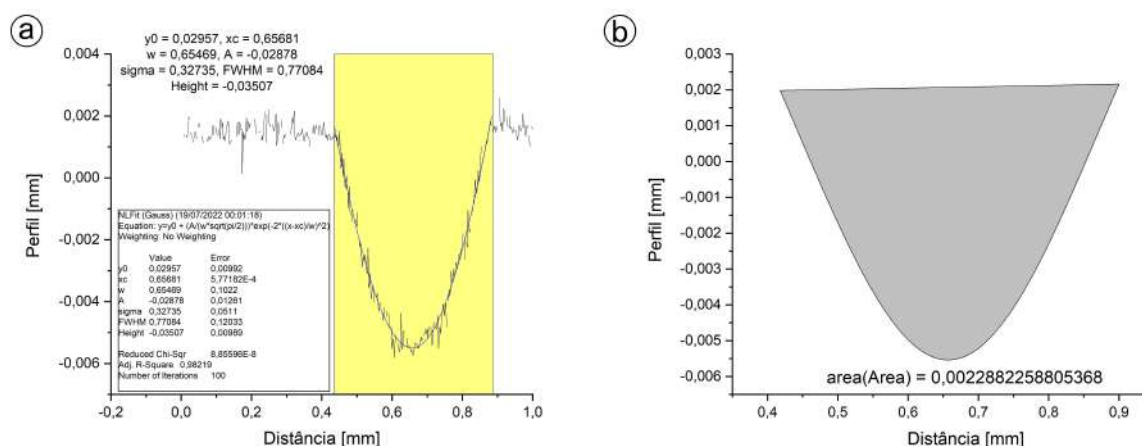 a
y0 = 0,02957, xc = 0,65681
w = 0,65469, A = -0,02878
sigma = 0,32735, FWHM = 0,77084
Height = -0,03507
0,004
0,002
0,000
-0,002
-0,004
-0,006
Perfil [mm]
NLFit (Gauss) (19/07/2022 00:01:18)
Equation: y=y0 + (A/(w*sqrt(pi/2)))*exp(-2*((x-xc)/w)^2)
Weighting: No Weighting
Value Error
y0 0,02957 0,00992
xc 0,65681 5,77182E-4
w 0,65469 0,1022
A -0,02878 0,01261
sigma 0,32735 0,0511
FWHM 0,77084 0,12033
Height -0,03507 0,00989
Reduced Chi-Sqr 8,85598E-8
Adj. R-Square 0,98219
Number of Iterations 100
-0,2 0,0 0,2 0,4 0,6 0,8 1,0
Distância [mm]
b
0,003
0,002
0,001
0,000
-0,001
-0,002
-0,003
-0,004
-0,005
-0,006
Perfil [mm]
area(Area) = 0,0022882258805368
0,4 0,5 0,6 0,7 0,8 0,9
Distância [mm]